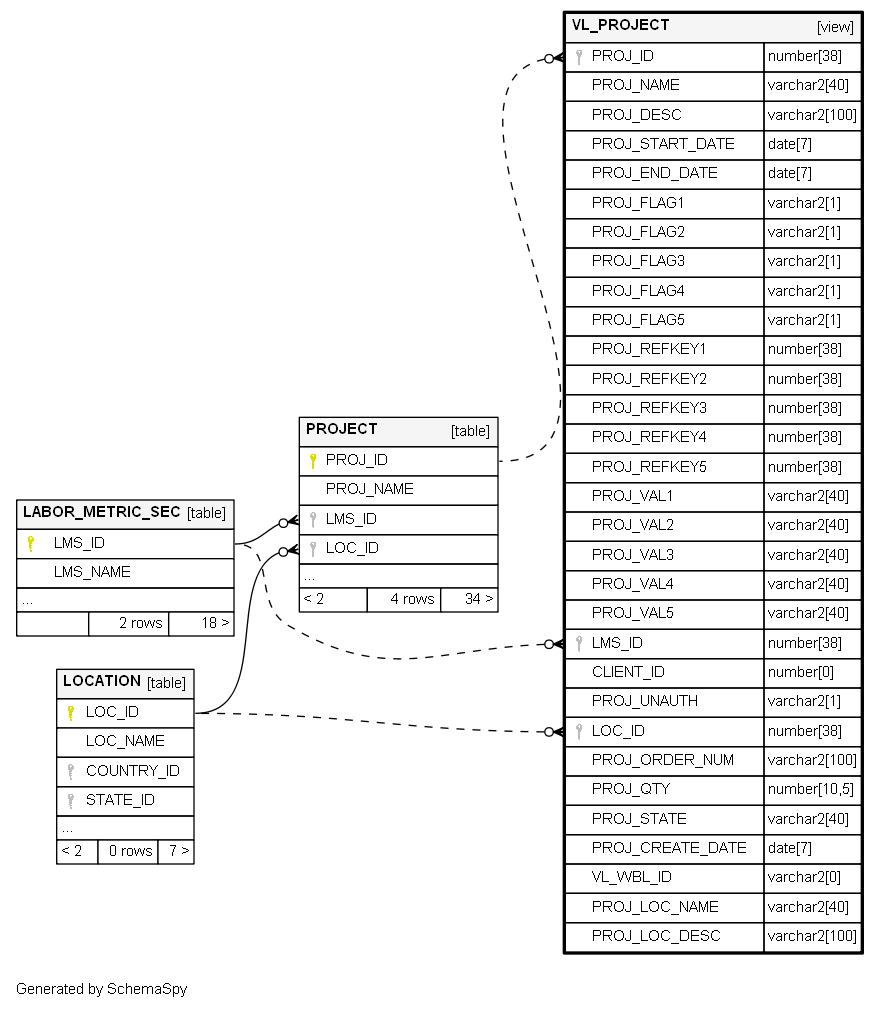 VL_PROJECT [view]
PROJ_ID number[38]
PROJ_NAME varchar2[40]
PROJ_DESC varchar2[100]
PROJ_START_DATE date[7]
PROJ_END_DATE date[7]
PROJ_FLAG1 varchar2[1]
PROJ_FLAG2 varchar2[1]
PROJ_FLAG3 varchar2[1]
PROJ_FLAG4 varchar2[1]
PROJ_FLAG5 varchar2[1]
PROJ_REFKEY1 number[38]
PROJ_REFKEY2 number[38]
PROJ_REFKEY3 number[38]
PROJ_REFKEY4 number[38]
PROJ_REFKEY5 number[38]
PROJ_VAL1 varchar2[40]
PROJ_VAL2 varchar2[40]
PROJ_VAL3 varchar2[40]
PROJ_VAL4 varchar2[40]
PROJ_VAL5 varchar2[40]
LMS_ID number[38]
CLIENT_ID number[0]
PROJ_UNAUTH varchar2[1]
LOC_ID number[38]
PROJ_ORDER_NUM varchar2[100]
PROJ_QTY number[10,5]
PROJ_STATE varchar2[40]
PROJ_CREATE_DATE date[7]
VL_WBL_ID varchar2[0]
PROJ_LOC_NAME varchar2[40]
PROJ_LOC_DESC varchar2[100]
PROJECT [table]
PROJ_ID
PROJ_NAME
LMS_ID
LOC_ID
...
< 2 4 rows 34 >
LABOR_METRIC_SEC [table]
LMS_ID
LMS_NAME
...
2 rows 18 >
LOCATION [table]
LOC_ID
LOC_NAME
COUNTRY_ID
STATE_ID
...
< 2 0 rows 7 >
Generated by SchemaSpy